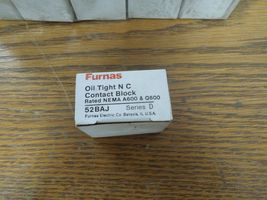 Furnas
Oil Tight N C
Contact Block
Rated NEMA A600 & Q600
52BAJ Series D
Furnas Electric Co. Batavia, IL U.S.A.